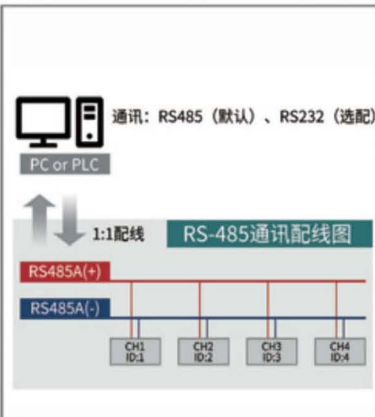 通讯：RS485（默认）、RS232（选配）
PC or PLC
1:1配线
RS-485通讯配线图
RS485A(+)
RS485A(-)
CH1
ID:1
CH2
ID:2
CH3
ID:3
CH4
ID:4